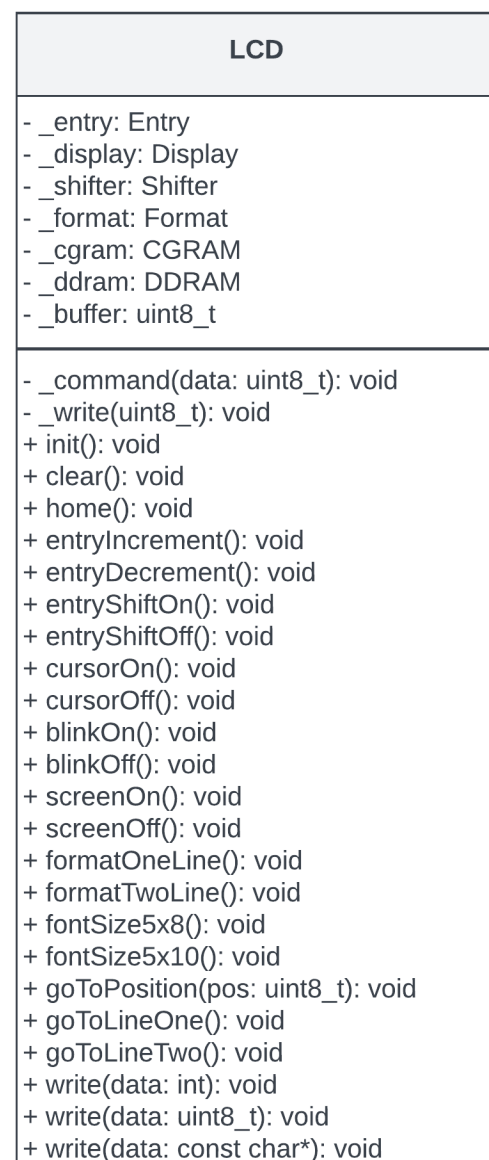 LCD
- _entry: Entry
- _display: Display
- _shifter: Shifter
- _format: Format
- _cgram: CGRAM
- _ddram: DDRAM
- _buffer: uint8_t
- _command(data: uint8_t): void
- _write(uint8_t): void
+ init(): void
+ clear(): void
+ home(): void
+ entryIncrement(): void
+ entryDecrement(): void
+ entryShiftOn(): void
+ entryShiftOff(): void
+ cursorOn(): void
+ cursorOff(): void
+ blinkOn(): void
+ blinkOff(): void
+ screenOn(): void
+ screenOff(): void
+ formatOneLine(): void
+ formatTwoLine(): void
+ fontSize5x8(): void
+ fontSize5x10(): void
+ goToPosition(pos: uint8_t): void
+ goToLineOne(): void
+ goToLineTwo(): void
+ write(data: int): void
+ write(data: uint8_t): void
+ write(data: const char*): void